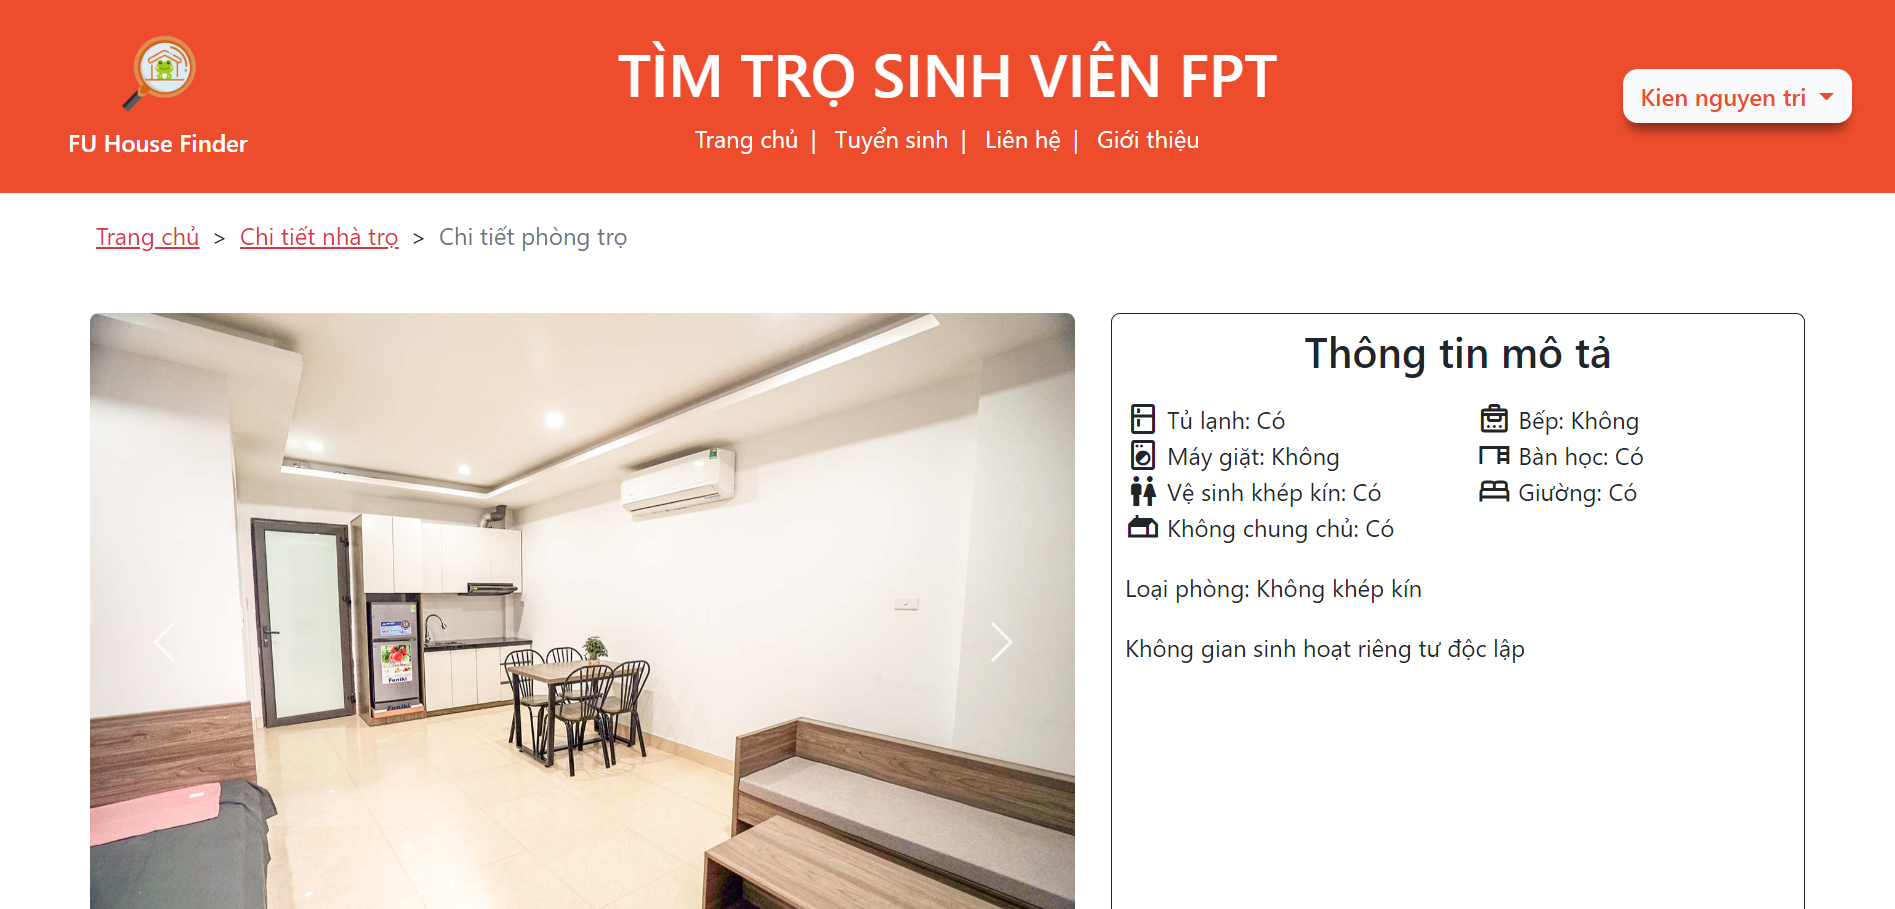 TÌM TRỌ SINH VIÊN FPT
FU House Finder
Trang chủ | Tuyển sinh | Liên hệ | Giới thiệu
Kien nguyen tri
Trang chủ > Chi tiết nhà trọ > Chi tiết phòng trọ
Thông tin mô tả
Tủ lạnh: Có
Bếp: Không
Máy giặt: Không
Bàn học: Có
Vệ sinh khép kín: Có
Giường: Có
Không chung chủ: Có
Loại phòng: Không khép kín
Không gian sinh hoạt riêng tư độc lập
Funiki
Funiki